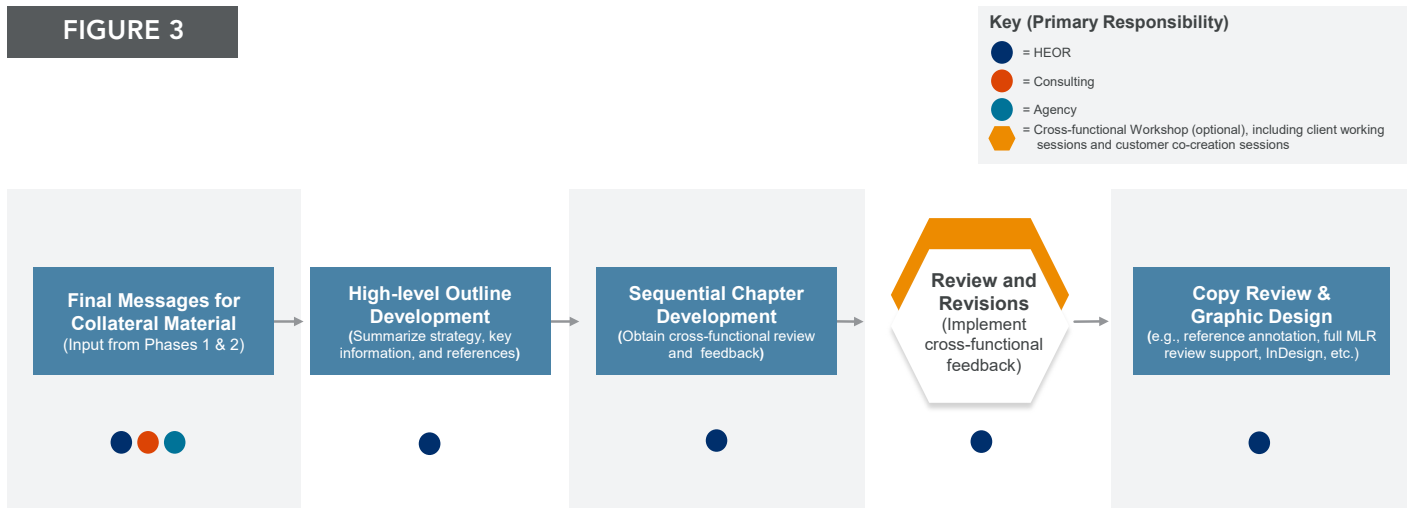 FIGURE 3
Key (Primary Responsibility)
= HEOR
= Consulting
= Agency
= Cross-functional Workshop (optional), including client working
sessions and customer co-creation sessions
Final Messages for
Collateral Material
(Input from Phases 1 & 2)
High-level Outline
Development
(Summarize strategy, key
information, and references)
Sequential Chapter
Development
(Obtain cross-functional review
and feedback)
Review and
Revisions
(Implement
cross-functional
feedback)
Copy Review &
Graphic Design
(e.g., reference annotation, full MLR
review support, InDesign, etc.)